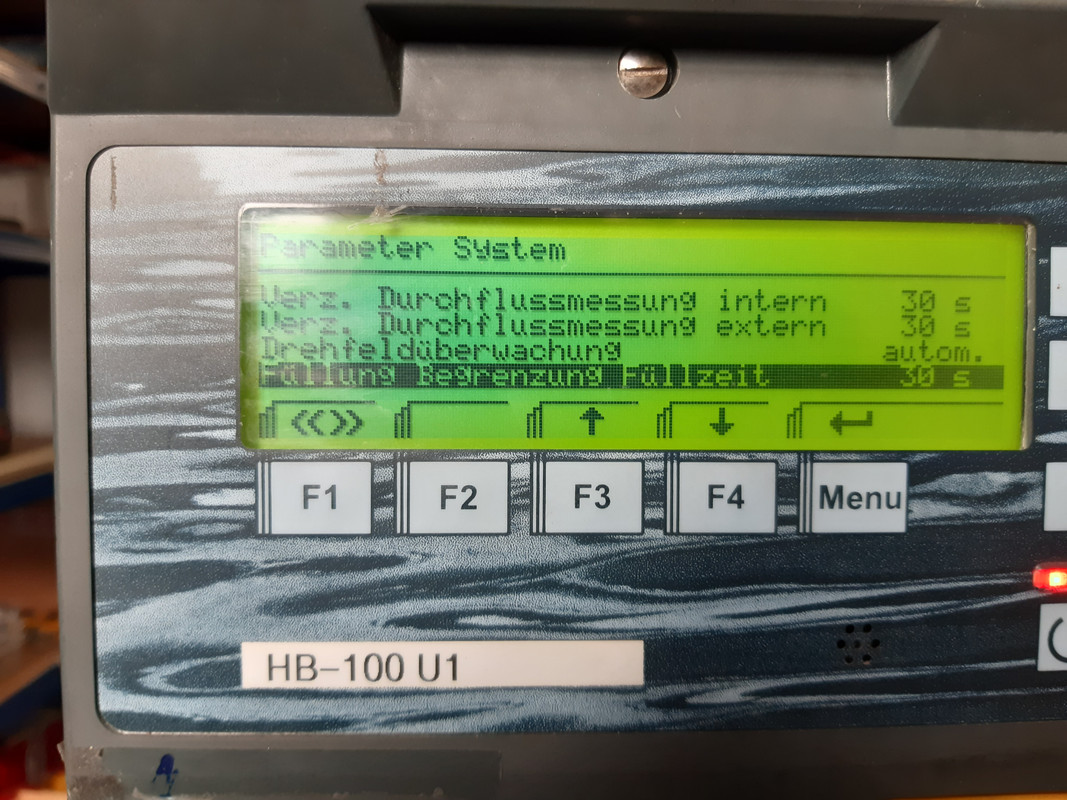 Parameter System
Verz. Durchflussmessung intern 30 s
Verz. Durchflussmessung extern 30 s
Drehfeldüberwachung autom.
Füllung Begrenzung Füllzeit 30 s
F1 F2 F3 F4 Menu
HB-100 U1